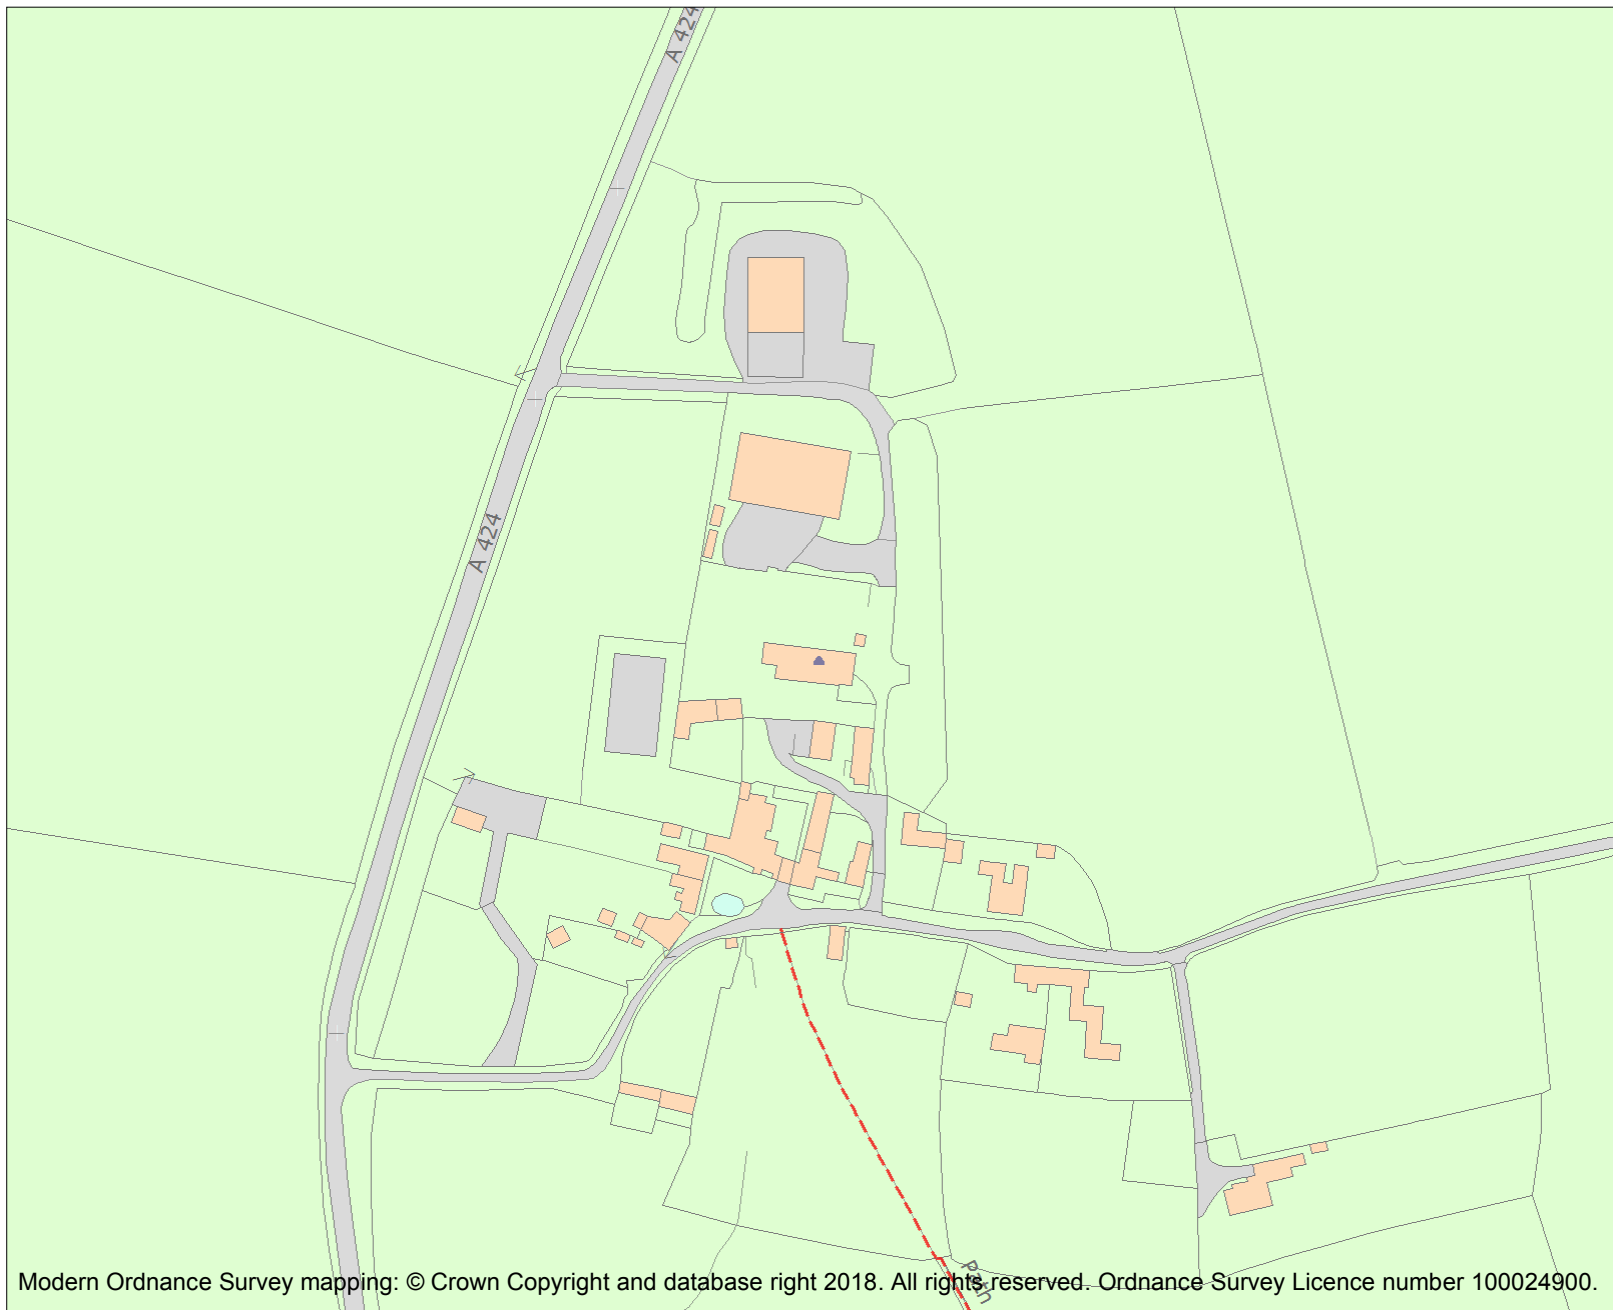 A 424
A 424
Path
Modern Ordnance Survey mapping: © Crown Copyright and database right 2018. All rights reserved. Ordnance Survey Licence number 100024900.